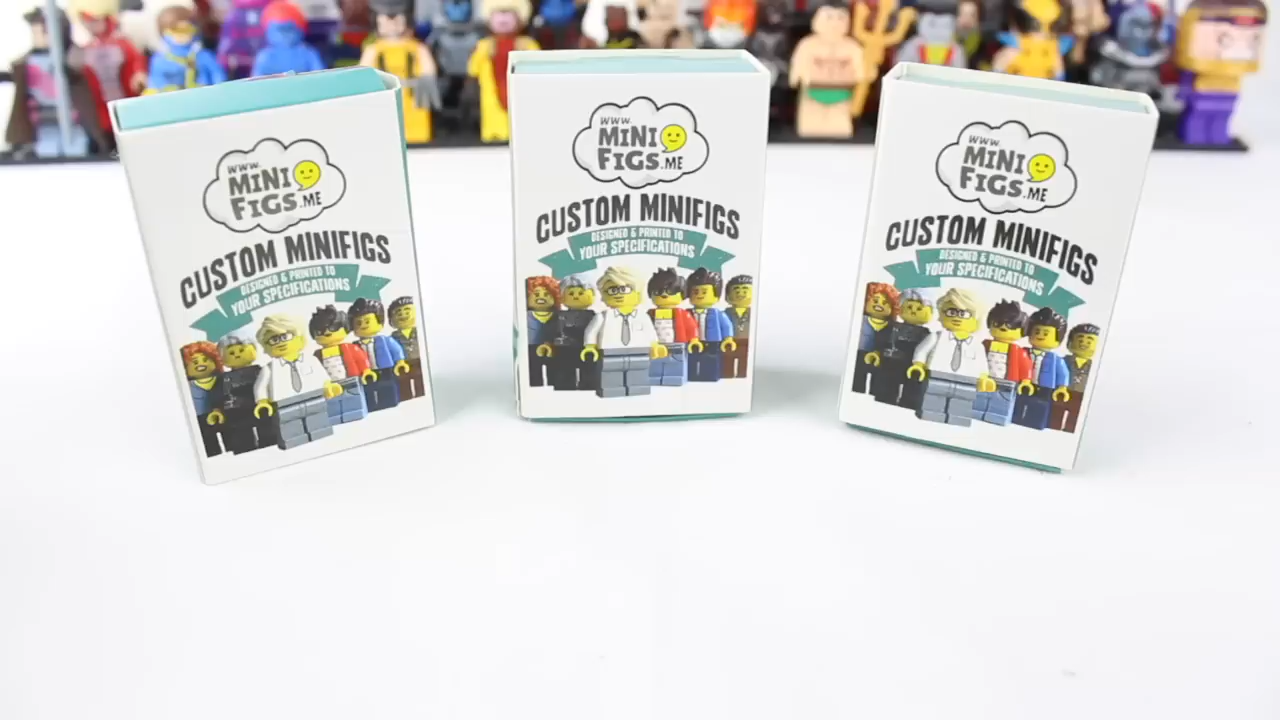 WWW.
MINI
FIGS.ME
CUSTOM MINIFIGS
DESIGNED & PRINTED TO
YOUR SPECIFICATIONS
WWW.
MINI
FIGS.ME
CUSTOM MINIFIGS
DESIGNED & PRINTED TO
YOUR SPECIFICATIONS
WWW.
MINI
FIGS.ME
CUSTOM MINIFIGS
DESIGNED & PRINTED TO
YOUR SPECIFICATIONS